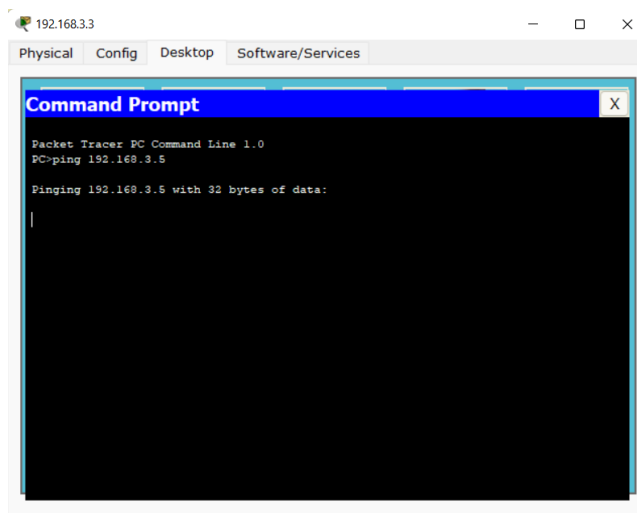 192.168.3.3
Physical Config Desktop Software/Services
Command Prompt X
Packet Tracer PC Command Line 1.0
PC>ping 192.168.3.5
Pinging 192.168.3.5 with 32 bytes of data: